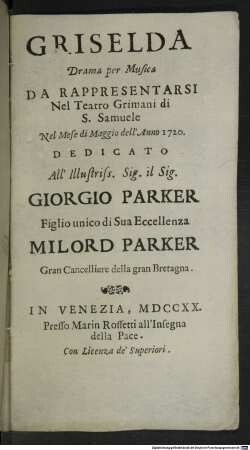 GRISELDA
Drama per Musica
DA RAPPRESENTARSI
Nel Teatro Grimani di
S. Samuele
Nel Mese di Maggio dell'Anno 1720.
DEDICATO
All' Illustriss. Sig. il Sig.
GIORGIO PARKER
Figlio unico di Sua Eccellenza
MILORD PARKER
Gran Cancelliere della gran Bretagna.
IN VENEZIA, MDCCXX.
Presso Marin Rossetti all'Insegna
della Pace.
Con Licenza de' Superiori.